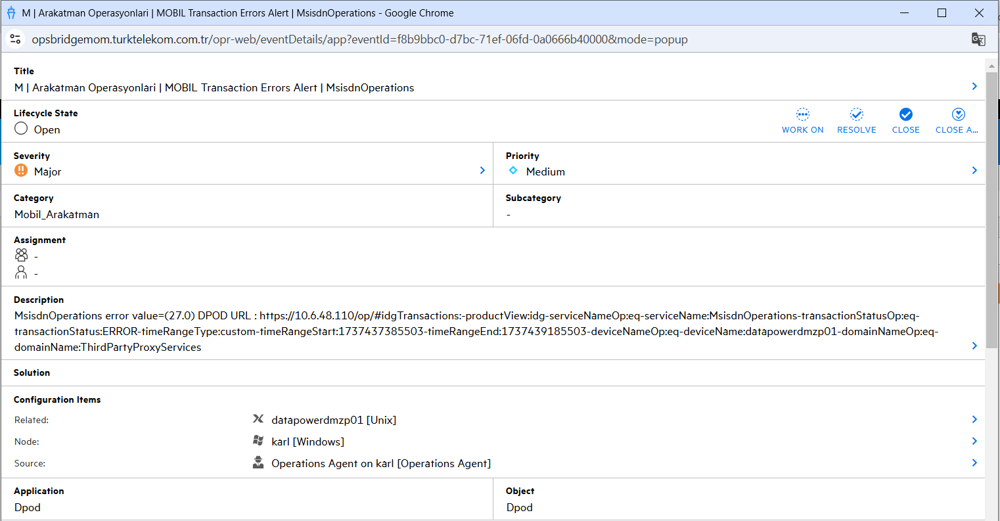 M | Arakatman Operasyonlari | MOBIL Transaction Errors Alert | MsisdnOperations - Google Chrome
opsbridgemom.turktelekom.com.tr/opr-web/eventDetails/app?eventId=f8b9bbc0-d7bc-71ef-06fd-0a0666b40000&mode=popup
Title
M | Arakatman Operasyonlari | MOBIL Transaction Errors Alert | MsisdnOperations
Lifecycle State
Open
WORK ON RESOLVE CLOSE CLOSE A...
Severity Priority
Major Medium
Category Subcategory
Mobil_Arakatman -
Assignment
-
-
Description
MsisdnOperations error value=(27.0) DPOD URL : https://10.6.48.110/op/#idgTransactions:-productView:idg-serviceNameOp:eq-serviceName:MsisdnOperations-transactionStatusOp:eq-
transactionStatus:ERROR-timeRangeType:custom-timeRangeStart:1737437385503-timeRangeEnd:1737439185503-deviceNameOp:eq-deviceName:datapowerdmzp01-domainNameOp:eq-
domainName:ThirdPartyProxyServices
Solution
Configuration Items
Related: datapowerdmzp01 [Unix]
Node: karl [Windows]
Source: Operations Agent on karl [Operations Agent]
Application Object
Dpod Dpod